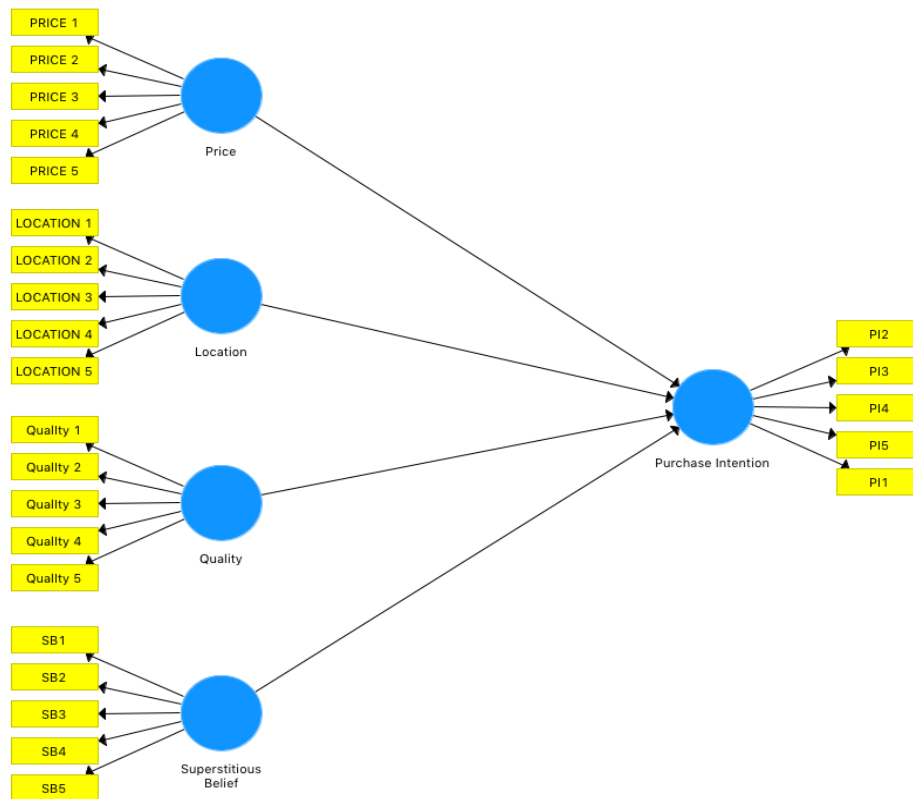 PRICE 1
PRICE 2
PRICE 3
PRICE 4
PRICE 5
Price
LOCATION 1
LOCATION 2
LOCATION 3
LOCATION 4
LOCATION 5
Location
PI2
PI3
PI4
PI5
PI1
Purchase Intention
QualIty 1
QualIty 2
QualIty 3
QualIty 4
QualIty 5
Quality
SB1
SB2
SB3
SB4
SB5
Superstitious
Belief